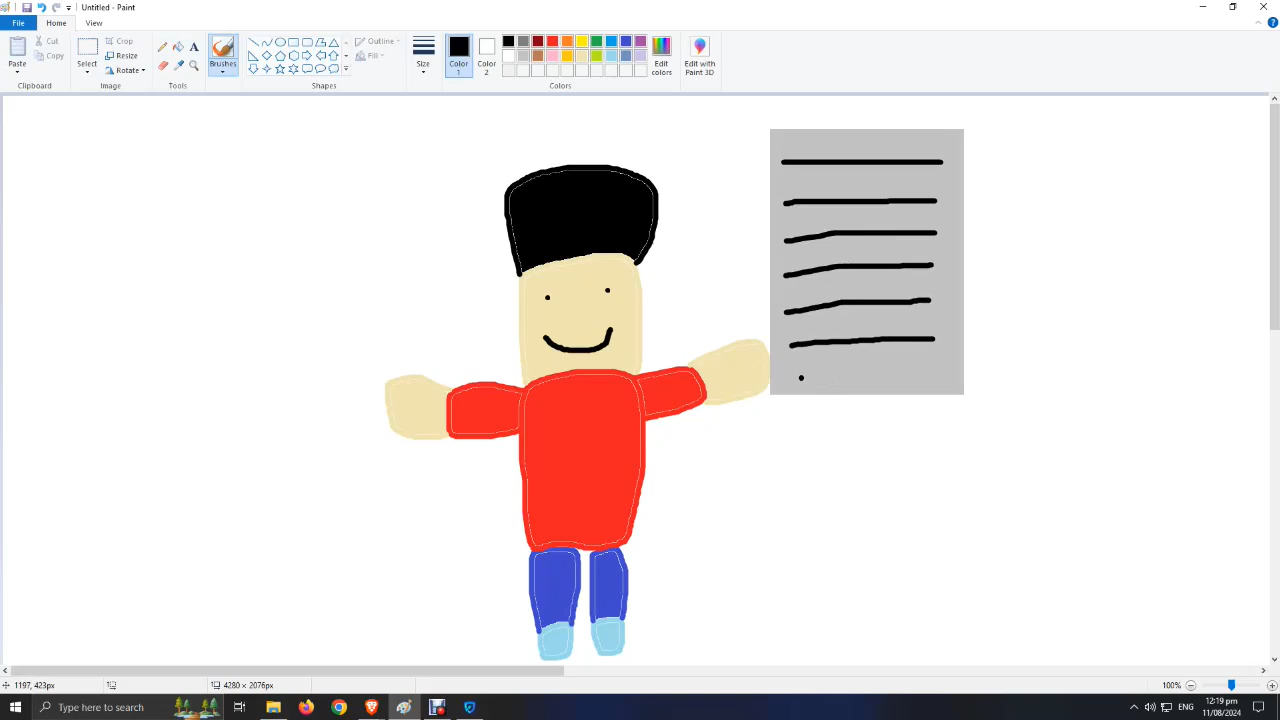 Untitled - Paint
File
Home
View
Paste
Cut
Copy
Clipboard
Select
Crop
Resize
Rotate
Image
A
Tools
Brushes
Outline
Fill
Shapes
Size
Color 1
Color 2
Colors
Edit colors
Edit with Paint 3D
1197, 423px
4280 × 2076px
100%
Type here to search
ENG
12:19 pm
11/08/2024